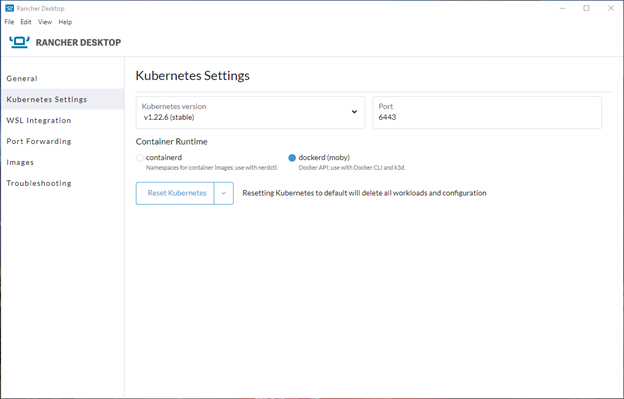 Rancher Desktop
File Edit View Help
RANCHER DESKTOP
General
Kubernetes Settings
WSL Integration
Port Forwarding
Images
Troubleshooting
Kubernetes Settings
Kubernetes version
v1.22.6 (stable)
Port
6443
Container Runtime
containerd
Namespaces for container images; use with nerdctl.
dockerd (moby)
Docker API; use with Docker CLI and k3d.
Reset Kubernetes
Resetting Kubernetes to default will delete all workloads and configuration